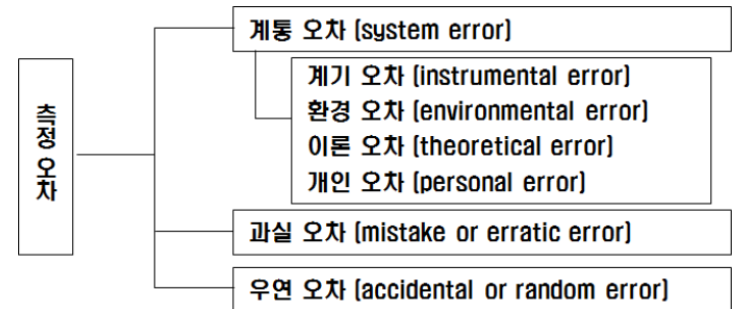 계통 오차 (system error)
계기 오차 (instrumental error)
환경 오차 (environmental error)
이론 오차 (theoretical error)
개인 오차 (personal error)
측정 오차
과실 오차 (mistake or erratic error)
우연 오차 (accidental or random error)